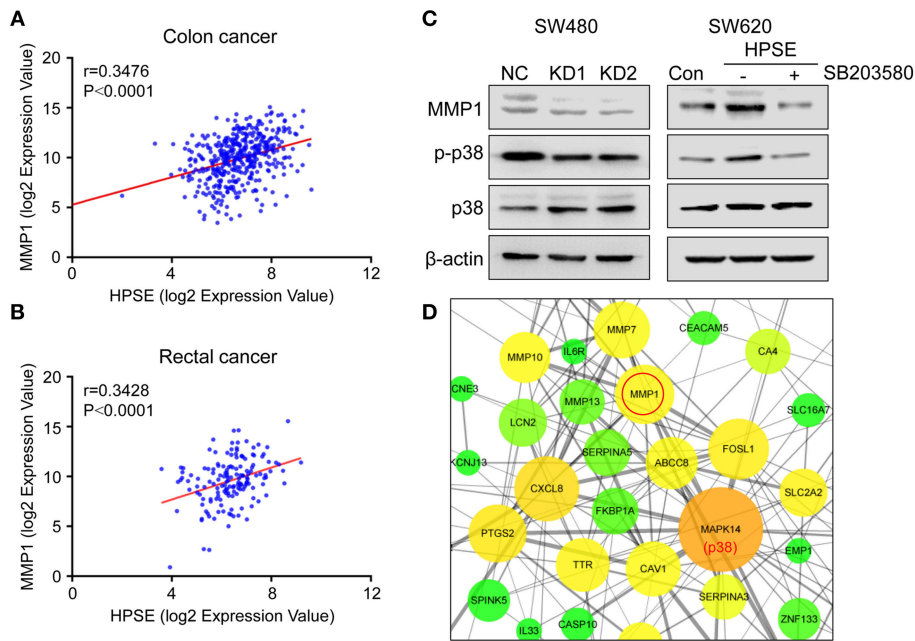 A
Colon cancer
r=0.3476
P<0.0001
MMP1 (log2 Expression Value)
20
15
10
5
0
0 4 8 12
HPSE (log2 Expression Value)
B
Rectal cancer
r=0.3428
P<0.0001
MMP1 (log2 Expression Value)
20
15
10
5
0
0 4 8 12
HPSE (log2 Expression Value)
C
SW480 SW620
HPSE
NC KD1 KD2 Con - + SB203580
MMP1
p-p38
p38
β-actin
D
MMP7
CEACAM5
MMP10
IL6R
CA4
CNE3
MMP1
MMP13
SLC16A7
LCN2
SERPINA5
FOSL1
KCNJ13
ABCC8
CXCL8
SLC2A2
FKBP1A
PTGS2
MAPK14
(p38)
EMP1
TTR
CAV1
SERPINA3
SPINK5
ZNF133
IL33
CASP10